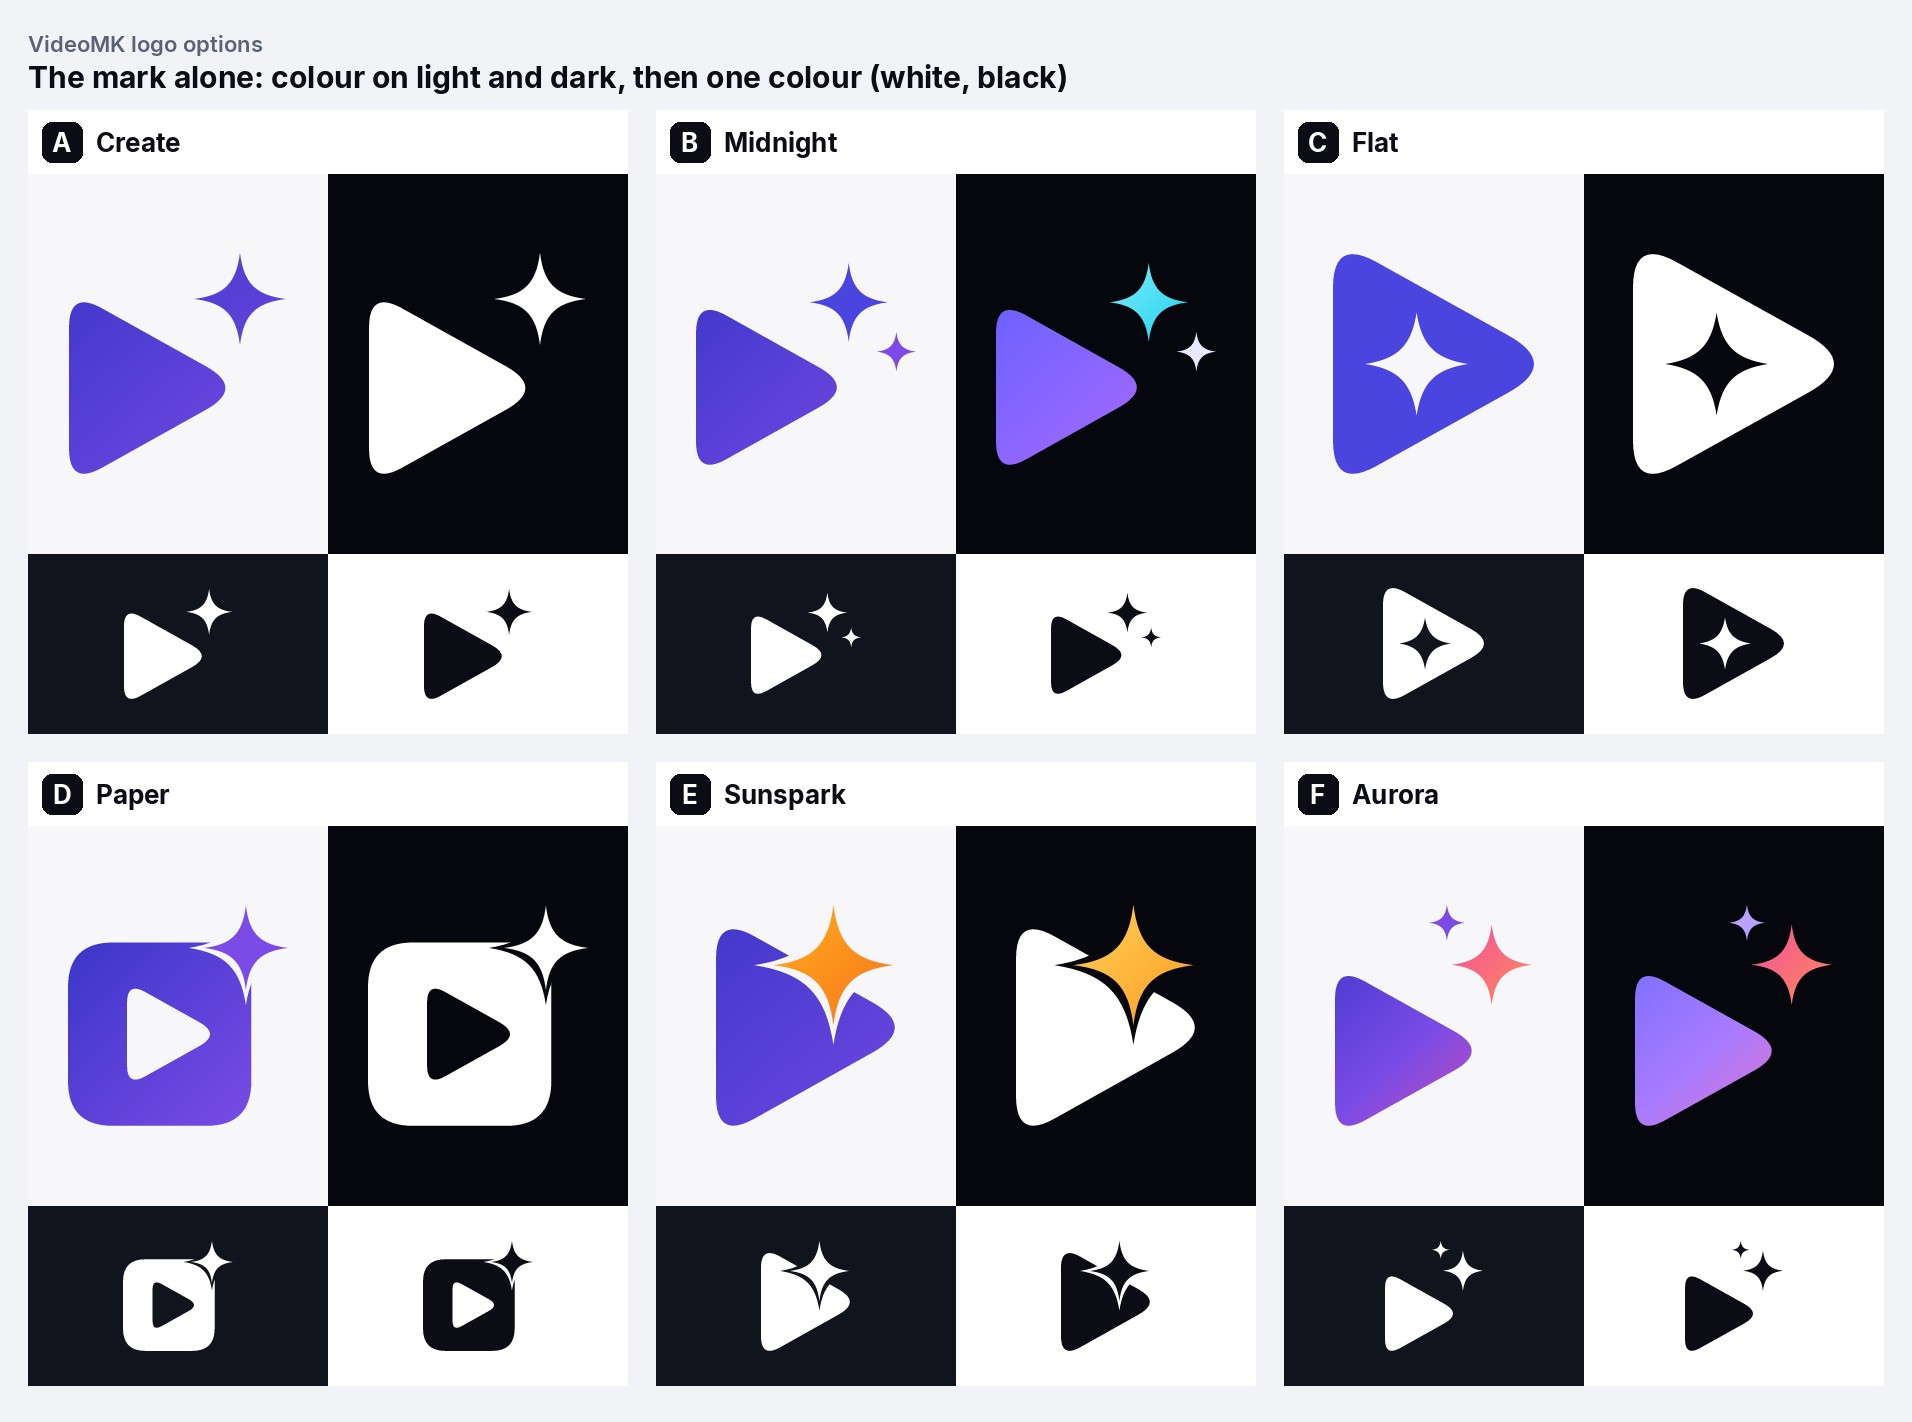 VideoMK logo options
The mark alone: colour on light and dark, then one colour (white, black)
A Create
B Midnight
C Flat
D Paper
E Sunspark
F Aurora